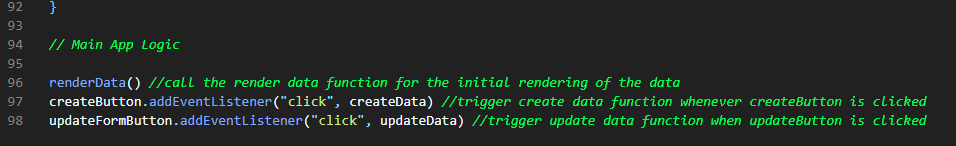 92 }
93
94 // Main App Logic
95
96 renderData() //call the render data function for the initial rendering of the data
97 createButton.addEventListener("click", createData) //trigger create data function whenever createButton is clicked
98 updateFormButton.addEventListener("click", updateData) //trigger update data function when updateButton is clicked